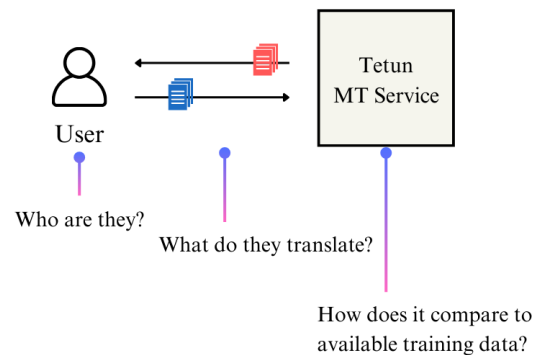 Tetun
MT Service
User
Who are they?
What do they translate?
How does it compare to
available training data?